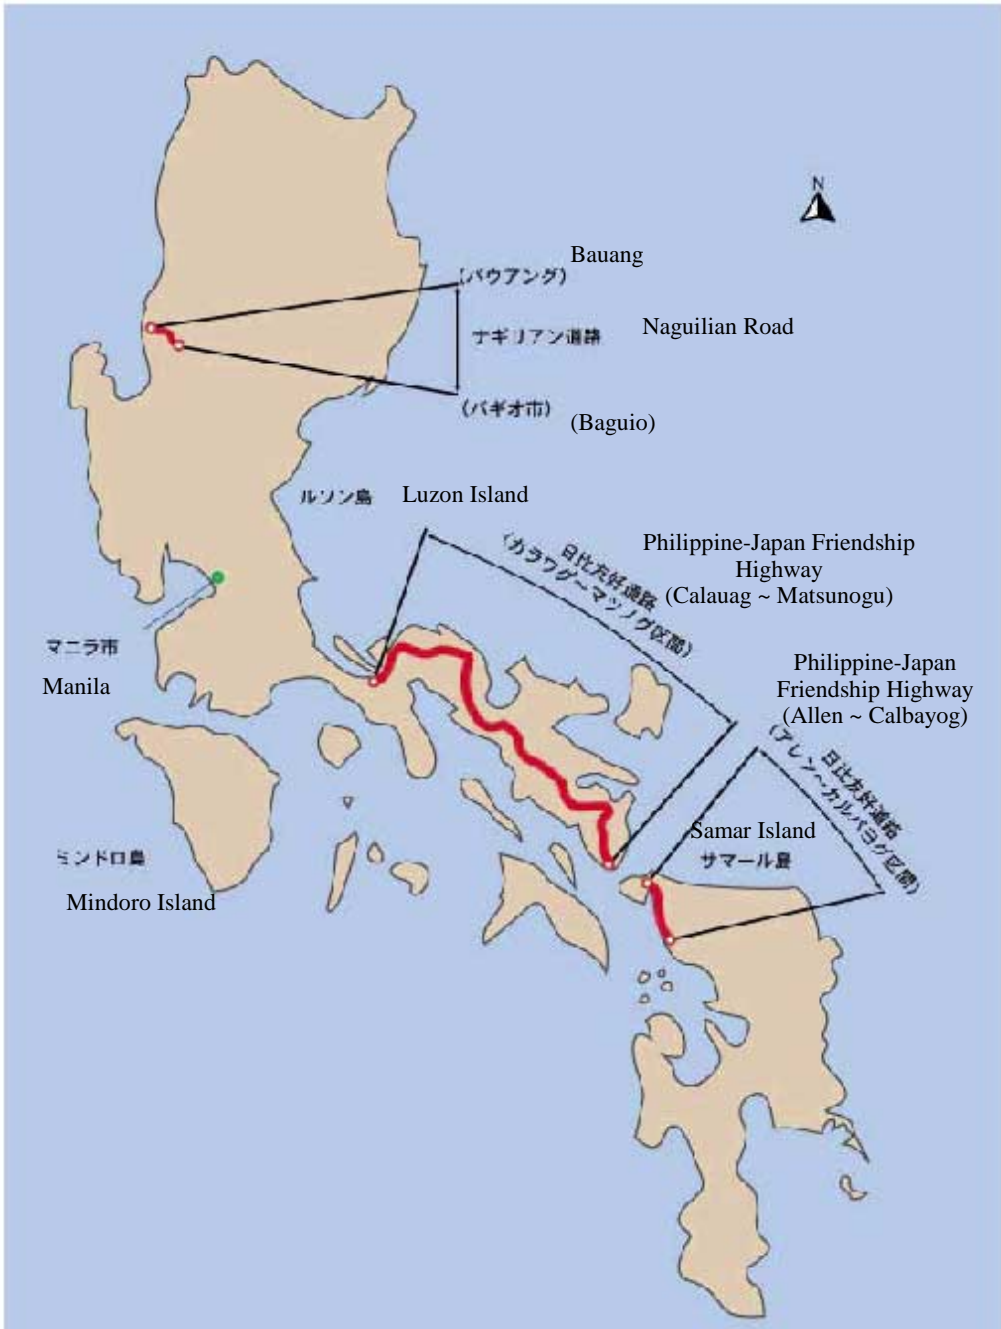 N
Bauang
(バウアング)
ナギリアン道路
Naguilian Road
(バギオ市)
(Baguio)
ルソン島
Luzon Island
日比友好道路
(カラワグ～マツノグ区間)
Philippine-Japan Friendship
Highway
(Calauag ~ Matsunogu)
マニラ市
Manila
Philippine-Japan
Friendship Highway
(Allen ~ Calbayog)
日比友好道路
(アレン～カルバヨグ区間)
Samar Island
サマール島
ミンドロ島
Mindoro Island